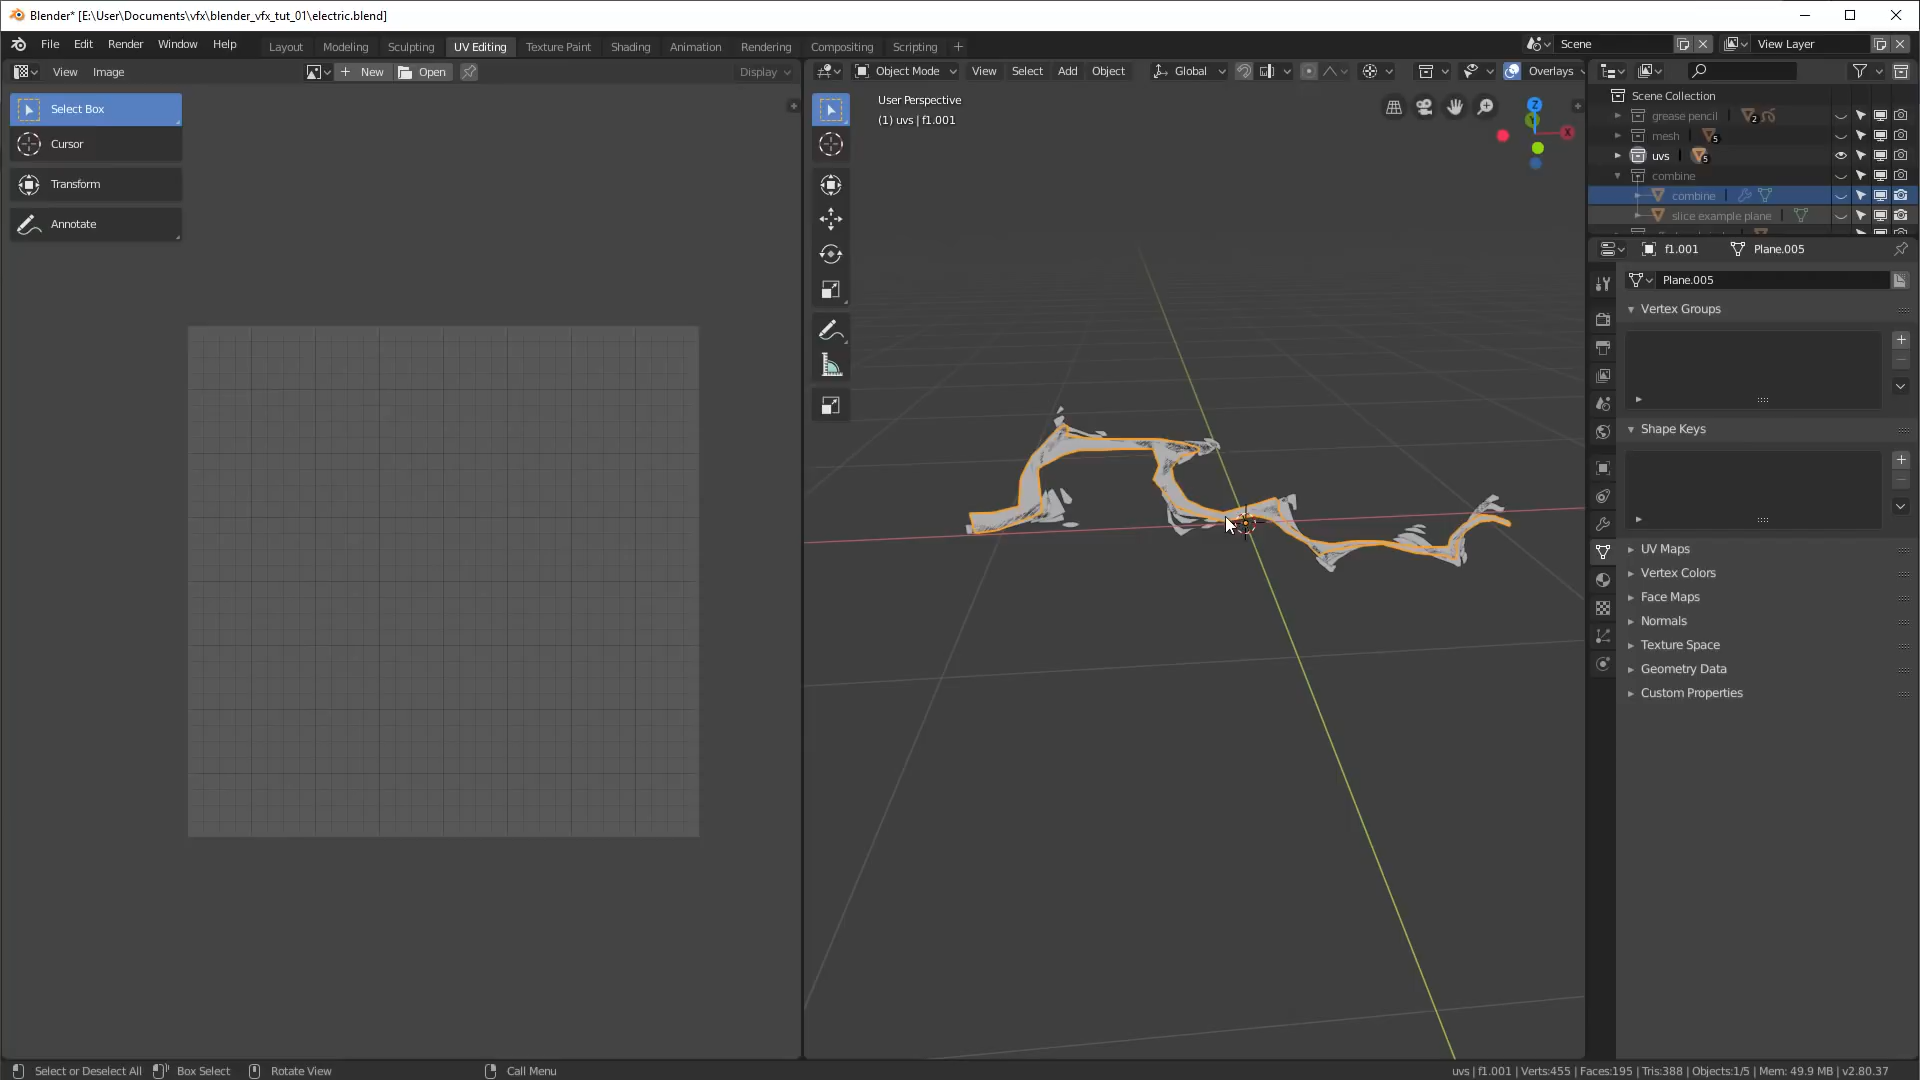 Blender* [E:\User\Documents\vfx\blender_vfx_tut_01\electric.blend]
File Edit Render Window Help Layout Modeling Sculpting UV Editing Texture Paint Shading Animation Rendering Compositing Scripting + Scene View Layer
View Image New Open Display Object Mode View Select Add Object Global Overlays
Select Box
Cursor
Transform
Annotate
User Perspective
(1) uvs | f1.001
Z
X
Scene Collection
grease pencil 2
mesh 5
uvs 5
combine
combine
slice example plane
f1.001 Plane.005
Plane.005
Vertex Groups
Shape Keys
UV Maps
Vertex Colors
Face Maps
Normals
Texture Space
Geometry Data
Custom Properties
Select or Deselect All Box Select Rotate View Call Menu uvs | f1.001 | Verts:455 | Faces:195 | Tris:388 | Objects:1/5 | Mem: 49.9 MB | v2.80.37